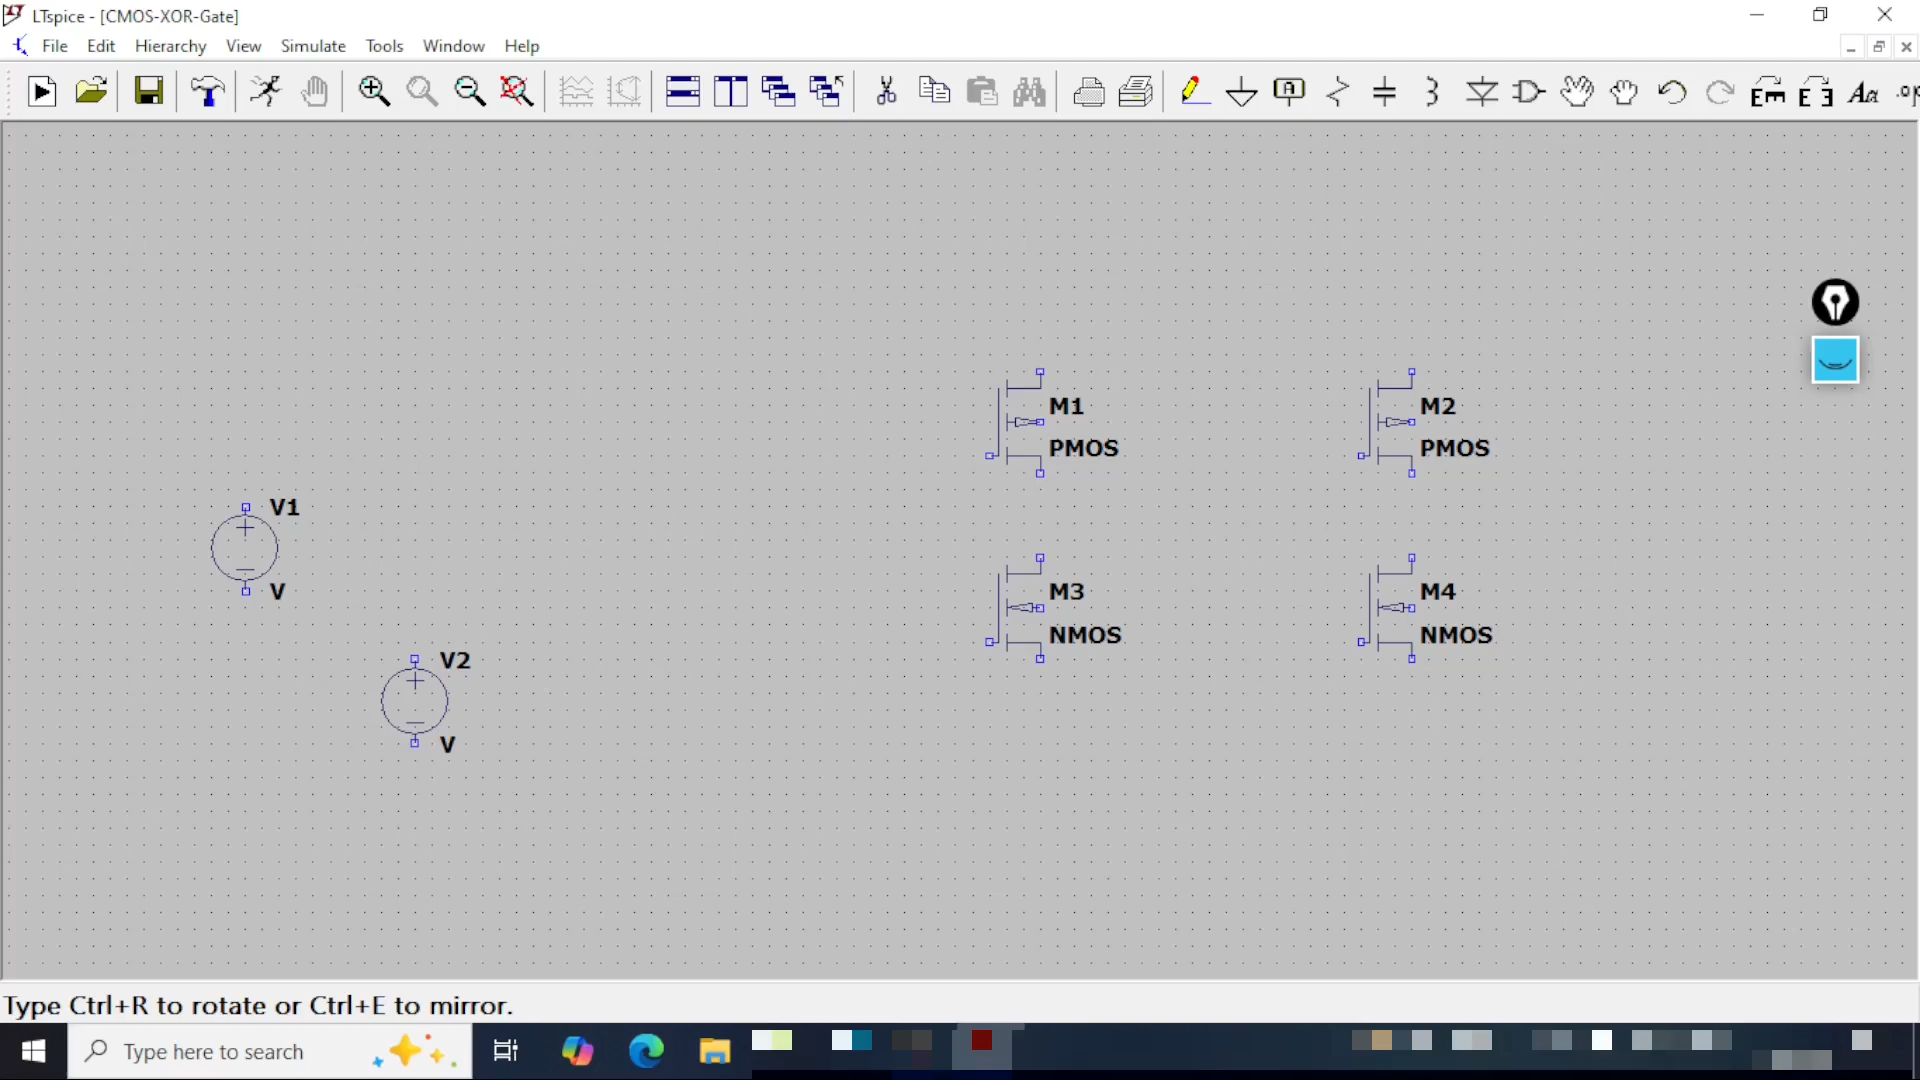 LTspice - [CMOS-XOR-Gate]
File Edit Hierarchy View Simulate Tools Window Help
M1
PMOS
M2
PMOS
V1
V
M3
NMOS
M4
NMOS
V2
V
Type Ctrl+R to rotate or Ctrl+E to mirror.
Type here to search